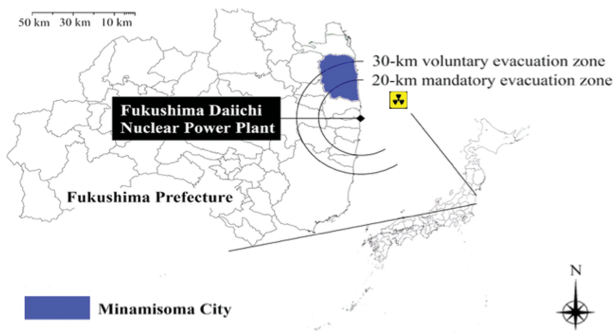 50 km 30 km 10 km
30-km voluntary evacuation zone
20-km mandatory evacuation zone
Fukushima Daiichi
Nuclear Power Plant
Fukushima Prefecture
N
Minamisoma City